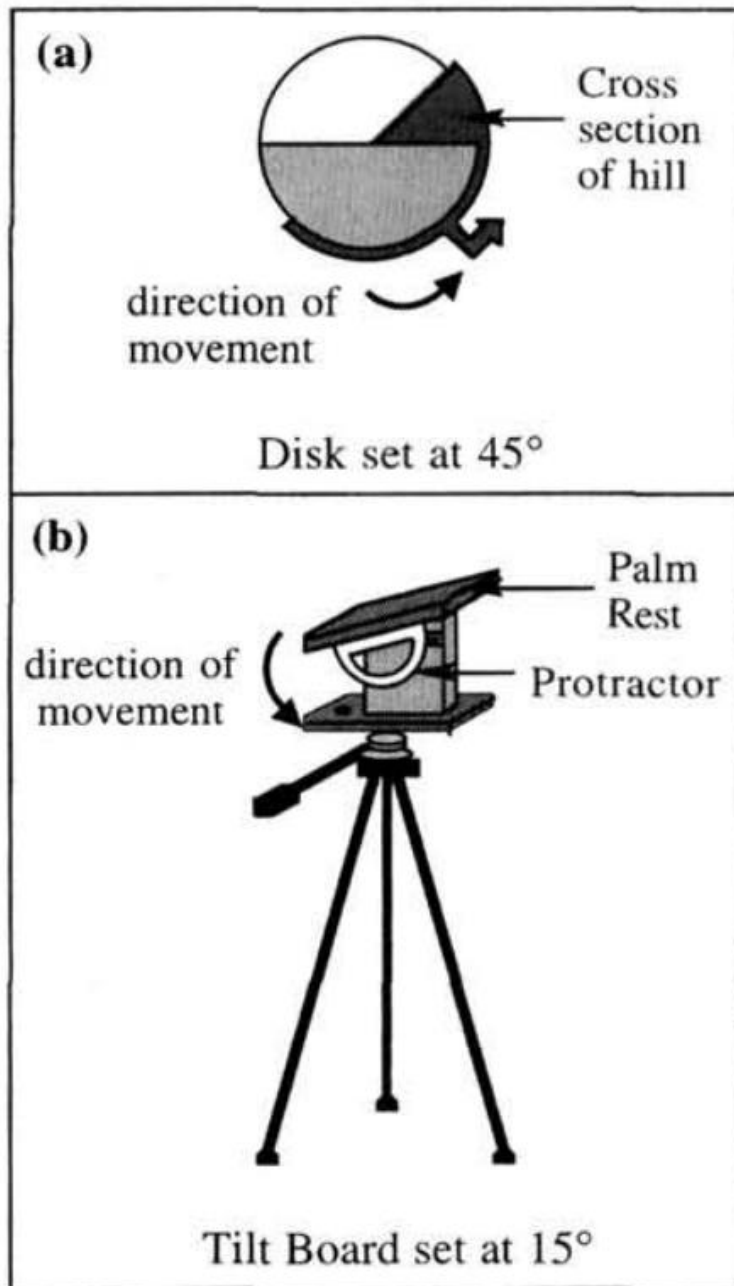 (a)
Cross
section
of hill
direction of
movement
Disk set at 45°
(b)
Palm
Rest
direction of
movement
Protractor
Tilt Board set at 15°